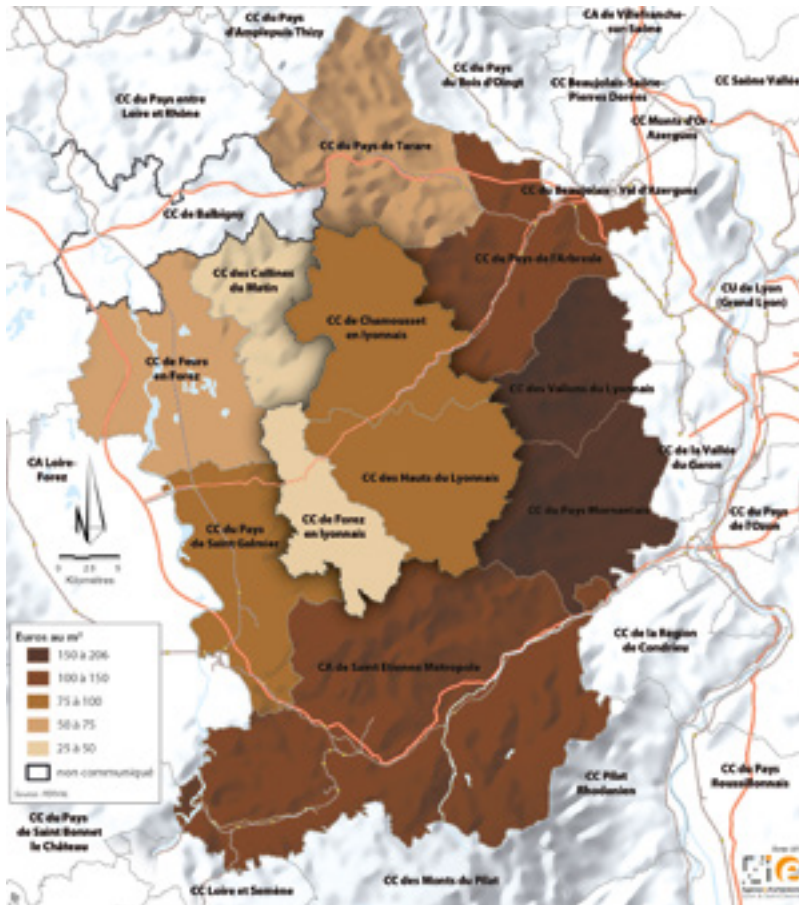 CC du Pays
d'Amplepuis Thizy
CA de Villefranche-
sur-Saône
CC du Pays
du Bois d'Oingt
CC Beaujolais-Saône-
Pierres Dorées
CC Saône Vallée
CC du Pays entre
Loire et Rhône
CC Monts d'Or -
Azergues
CC du Pays de Tarare
CC du Beaujolais - Val d'Azergues
CC de Balbigny
CC des Collines
du Matin
CC du Pays de l'Arbresle
CU de Lyon
(Grand Lyon)
CC de Chamousset
en lyonnais
CC de Feurs
en Forez
CC des Vallons du Lyonnais
CA Loire-
Forez
CC de la Vallée
du Garon
CC des Hauts du Lyonnais
CC du Pays Mornantais
CC du Pays
de l'Ozon
CC de Forez
en lyonnais
CC du Pays
de Saint Galmier
0 2.5 5
Kilomètres
Euros au m²
150 à 206
100 à 150
75 à 100
50 à 75
25 à 50
non communiqué
CC de la Région
de Condrieu
CA de Saint Etienne Métropole
CC Pilat
Rhodanien
CC du Pays
Roussillonnais
CC du Pays
de Saint Bonnet
le Château
CC Loire et Semène
CC des Monts du Pilat